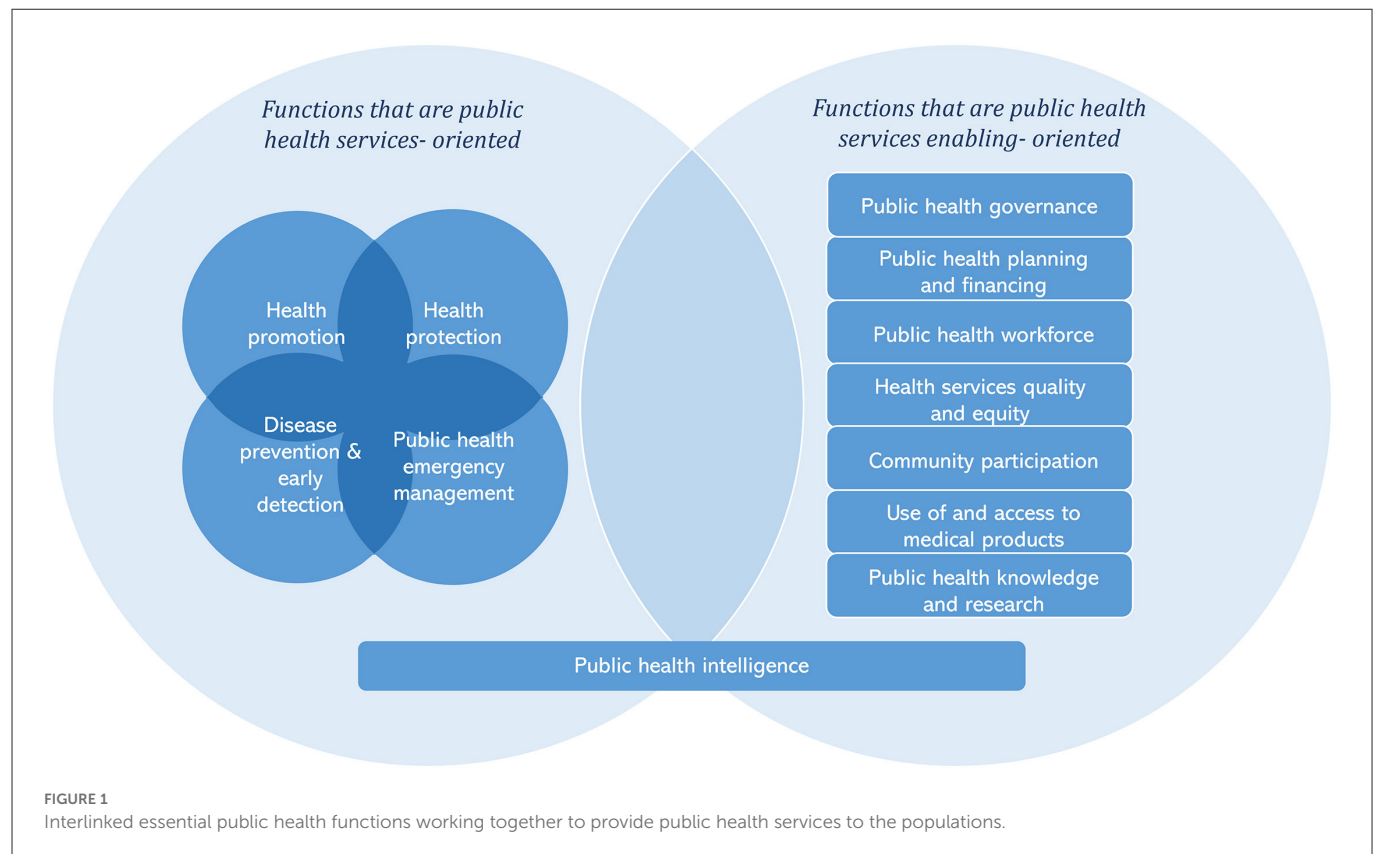 Functions that are public
health services- oriented
Functions that are public health
services enabling- oriented
Health
promotion
Health
protection
Disease
prevention &
early
detection
Public health
emergency
management
Public health governance
Public health planning
and financing
Public health workforce
Health services quality
and equity
Community participation
Use of and access to
medical products
Public health knowledge
and research
Public health intelligence
FIGURE 1
Interlinked essential public health functions working together to provide public health services to the populations.